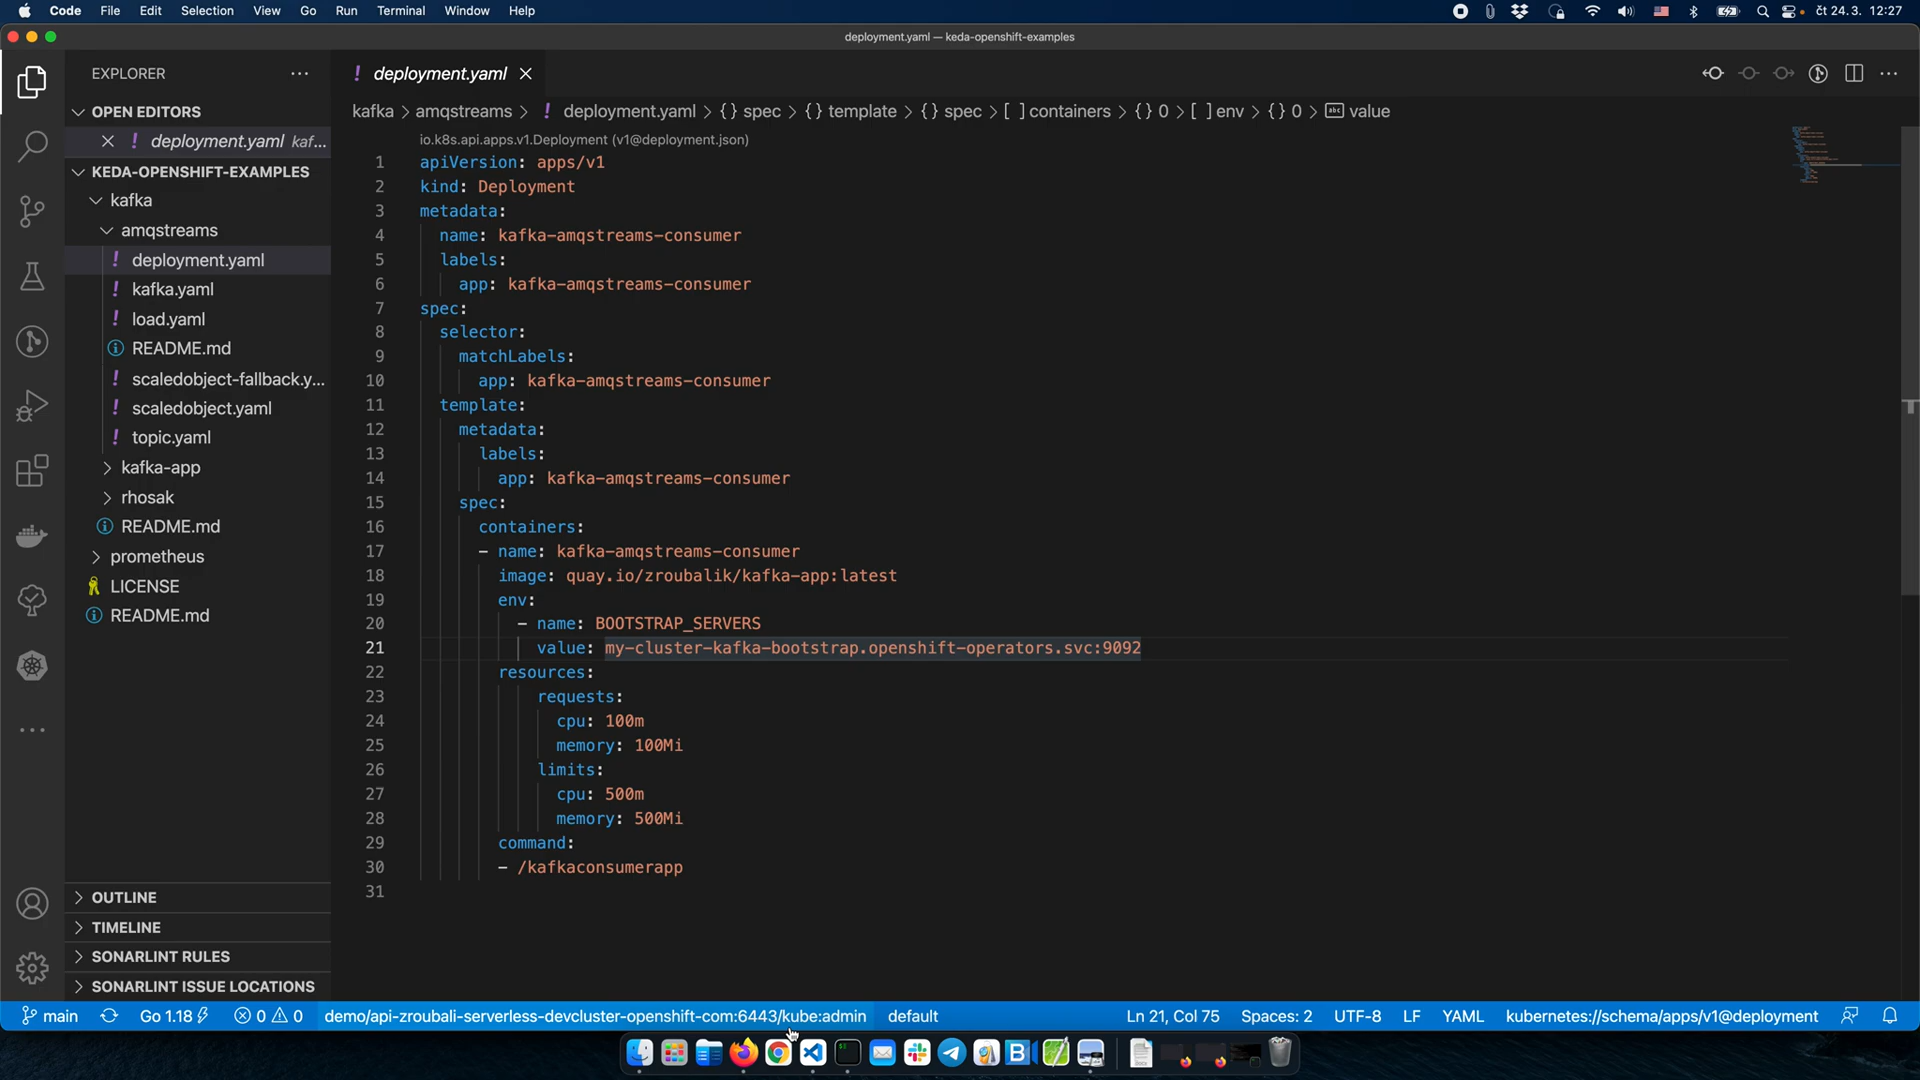 Code File Edit Selection View Go Run Terminal Window Help
čt 24.3. 12:27
deployment.yaml — keda-openshift-examples
EXPLORER
OPEN EDITORS
deployment.yaml kaf...
KEDA-OPENSHIFT-EXAMPLES
kafka
amqstreams
! deployment.yaml
! kafka.yaml
! load.yaml
README.md
! scaledobject-fallback.y...
! scaledobject.yaml
! topic.yaml
kafka-app
rhosak
README.md
prometheus
LICENSE
README.md
OUTLINE
TIMELINE
SONARLINT RULES
SONARLINT ISSUE LOCATIONS
! deployment.yaml
kafka > amqstreams > ! deployment.yaml > {} spec > {} template > {} spec > [ ] containers > {} 0 > [ ] env > {} 0 > abc value
io.k8s.api.apps.v1.Deployment (v1@deployment.json)
1 apiVersion: apps/v1
2 kind: Deployment
3 metadata:
4 name: kafka-amqstreams-consumer
5 labels:
6 app: kafka-amqstreams-consumer
7 spec:
8 selector:
9 matchLabels:
10 app: kafka-amqstreams-consumer
11 template:
12 metadata:
13 labels:
14 app: kafka-amqstreams-consumer
15 spec:
16 containers:
17 - name: kafka-amqstreams-consumer
18 image: quay.io/zroubalik/kafka-app:latest
19 env:
20 - name: BOOTSTRAP_SERVERS
21 value: my-cluster-kafka-bootstrap.openshift-operators.svc:9092
22 resources:
23 requests:
24 cpu: 100m
25 memory: 100Mi
26 limits:
27 cpu: 500m
28 memory: 500Mi
29 command:
30 - /kafkaconsumerapp
31
main Go 1.18 0 0 demo/api-zroubali-serverless-devcluster-openshift-com:6443/kube:admin default Ln 21, Col 75 Spaces: 2 UTF-8 LF YAML kubernetes://schema/apps/v1@deployment